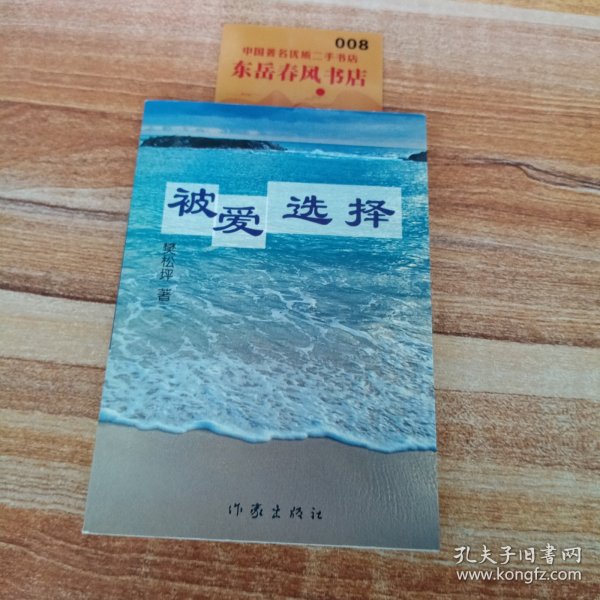 008
中国著名优质二手书店
东岳春风书店
被爱选择
吴松坪 著
作家出版社
孔夫子旧书网
www.kongfz.com